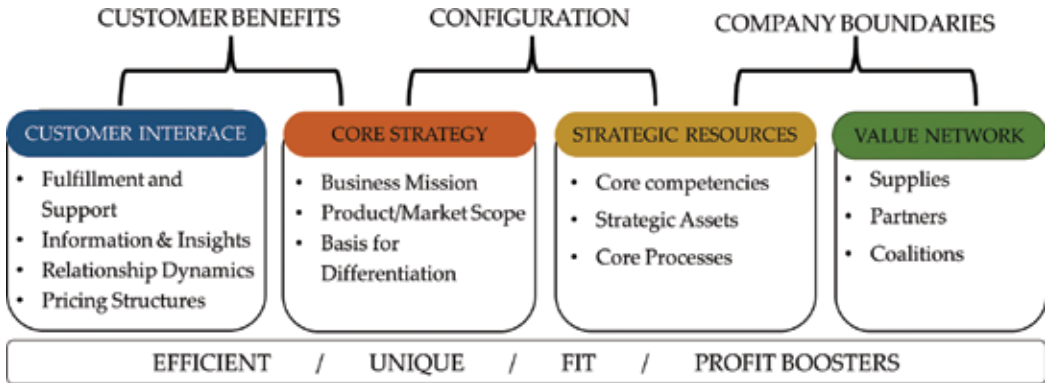 CUSTOMER BENEFITS
CONFIGURATION
COMPANY BOUNDARIES
CUSTOMER INTERFACE
• Fulfillment and
Support
• Information & Insights
• Relationship Dynamics
• Pricing Structures
CORE STRATEGY
• Business Mission
• Product/Market Scope
• Basis for
Differentiation
STRATEGIC RESOURCES
• Core competencies
• Strategic Assets
• Core Processes
VALUE NETWORK
• Supplies
• Partners
• Coalitions
EFFICIENT / UNIQUE / FIT / PROFIT BOOSTERS